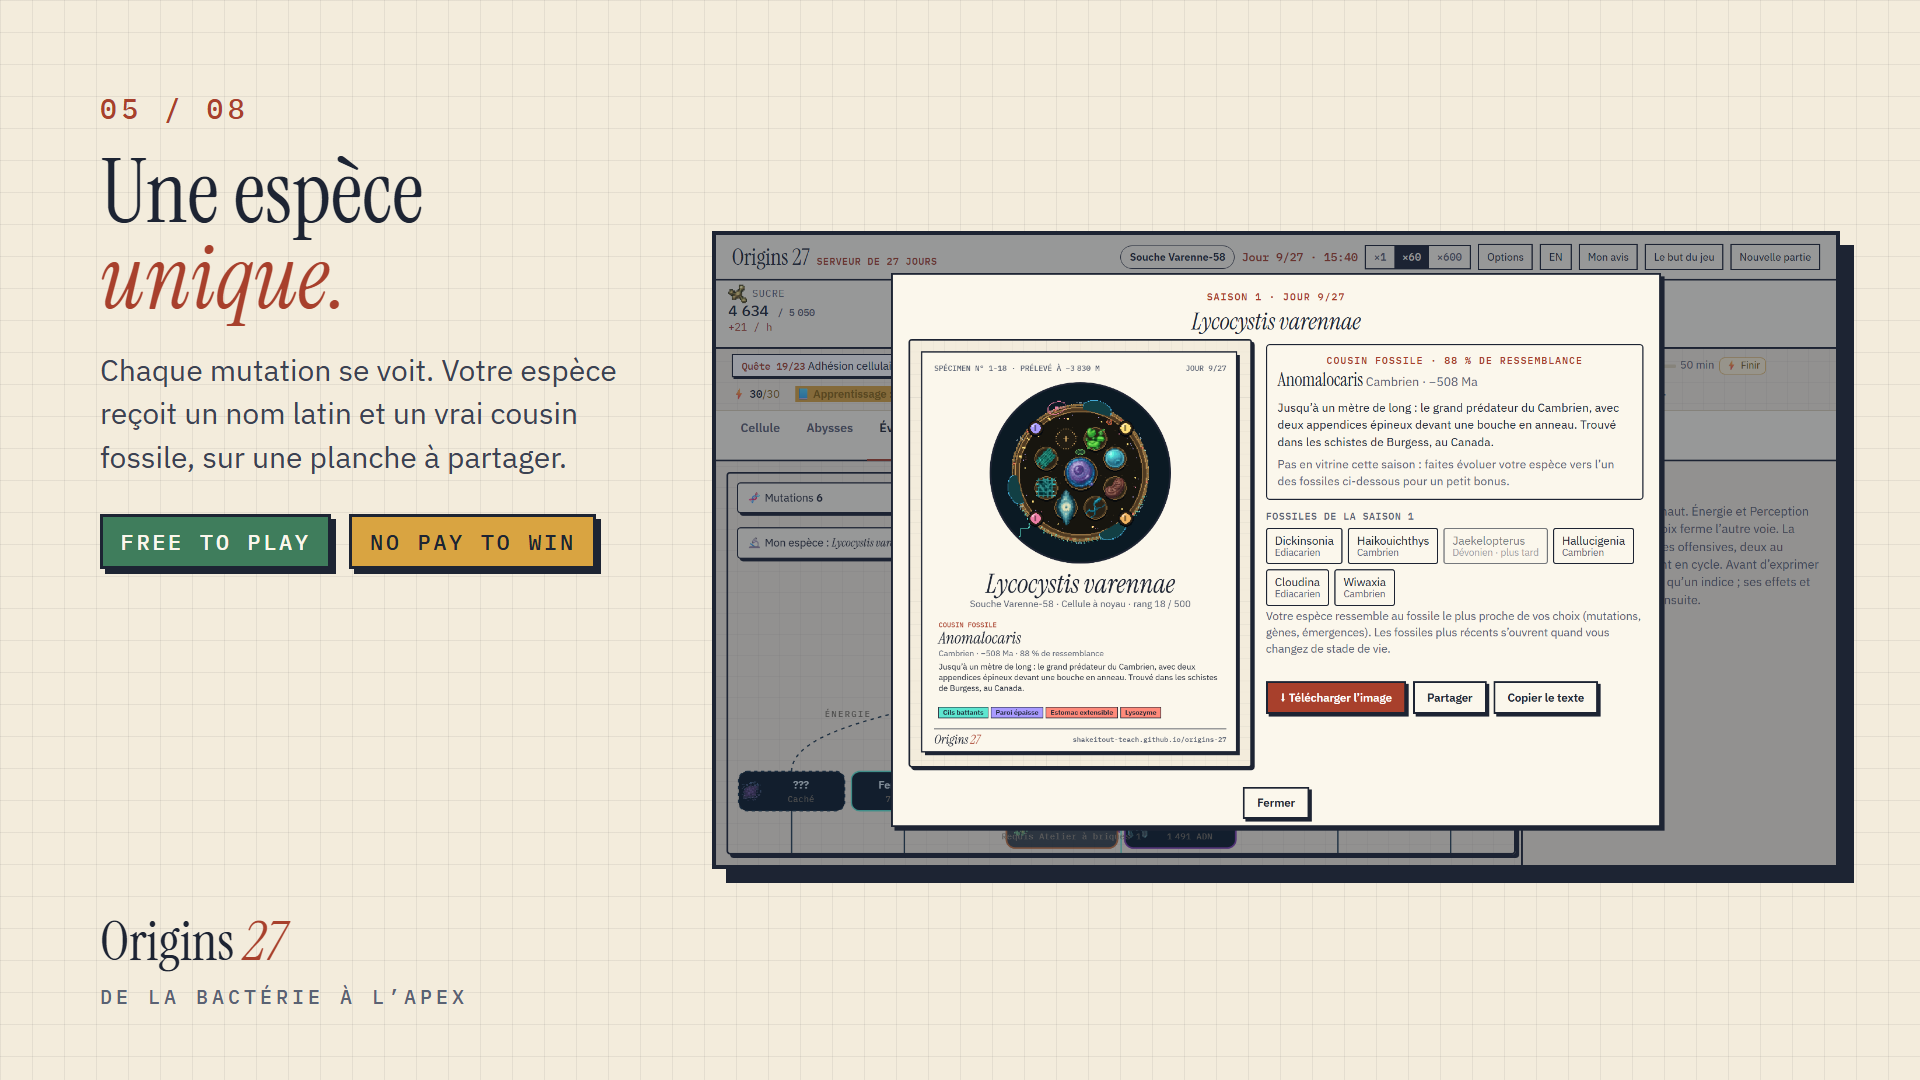 05 / 08
Une espèce
unique.
Chaque mutation se voit. Votre espèce
reçoit un nom latin et un vrai cousin
fossile, sur une planche à partager.
FREE TO PLAY
NO PAY TO WIN
Origins 27
DE LA BACTÉRIE À L’APEX
Origins 27 SERVEUR DE 27 JOURS
Souche Varenne-58
Jour 9/27 · 15:40
×1
×60
×600
Options
EN
Mon avis
Le but du jeu
Nouvelle partie
SUCRE
4 634 / 5 050
+21 / h
Quête 19/23 Adhésion cellulai
30/30
Apprentissage
50 min
Finir
Cellule
Abysses
Év
Mutations 6
Mon espèce : Lycocystis varen
ÉNERGIE
???
Caché
Fe
7
Requis Atelier à briq
1 491 ADN
haut. Énergie et Perception
oix ferme l’autre voie. La
es offensives, deux au
nt en cycle. Avant d’exprimer
qu’un indice ; ses effets et
nsuite.
SAISON 1 · JOUR 9/27
Lycocystis varennae
SPÉCIMEN N° 1-18 · PRÉLEVÉ À −3 830 M
JOUR 9/27
Lycocystis varennae
Souche Varenne-58 · Cellule à noyau · rang 18 / 500
COUSIN FOSSILE
Anomalocaris
Cambrien · −508 Ma · 88 % de ressemblance
Jusqu’à un mètre de long : le grand prédateur du Cambrien, avec deux
appendices épineux devant une bouche en anneau. Trouvé dans les schistes
de Burgess, au Canada.
Cils battants
Paroi épaisse
Estomac extensible
Lysozyme
Origins 27
shakeitout-teach.github.io/origins-27
COUSIN FOSSILE · 88 % DE RESSEMBLANCE
Anomalocaris Cambrien · −508 Ma
Jusqu’à un mètre de long : le grand prédateur du Cambrien, avec
deux appendices épineux devant une bouche en anneau. Trouvé
dans les schistes de Burgess, au Canada.
Pas en vitrine cette saison : faites évoluer votre espèce vers l’un
des fossiles ci-dessous pour un petit bonus.
FOSSILES DE LA SAISON 1
Dickinsonia
Ediacarien
Haikouichthys
Cambrien
Jaekelopterus
Dévonien · plus tard
Hallucigenia
Cambrien
Cloudina
Ediacarien
Wiwaxia
Cambrien
Votre espèce ressemble au fossile le plus proche de vos choix (mutations,
gènes, émergences). Les fossiles plus récents s’ouvrent quand vous
changez de stade de vie.
↓ Télécharger l’image
Partager
Copier le texte
Fermer